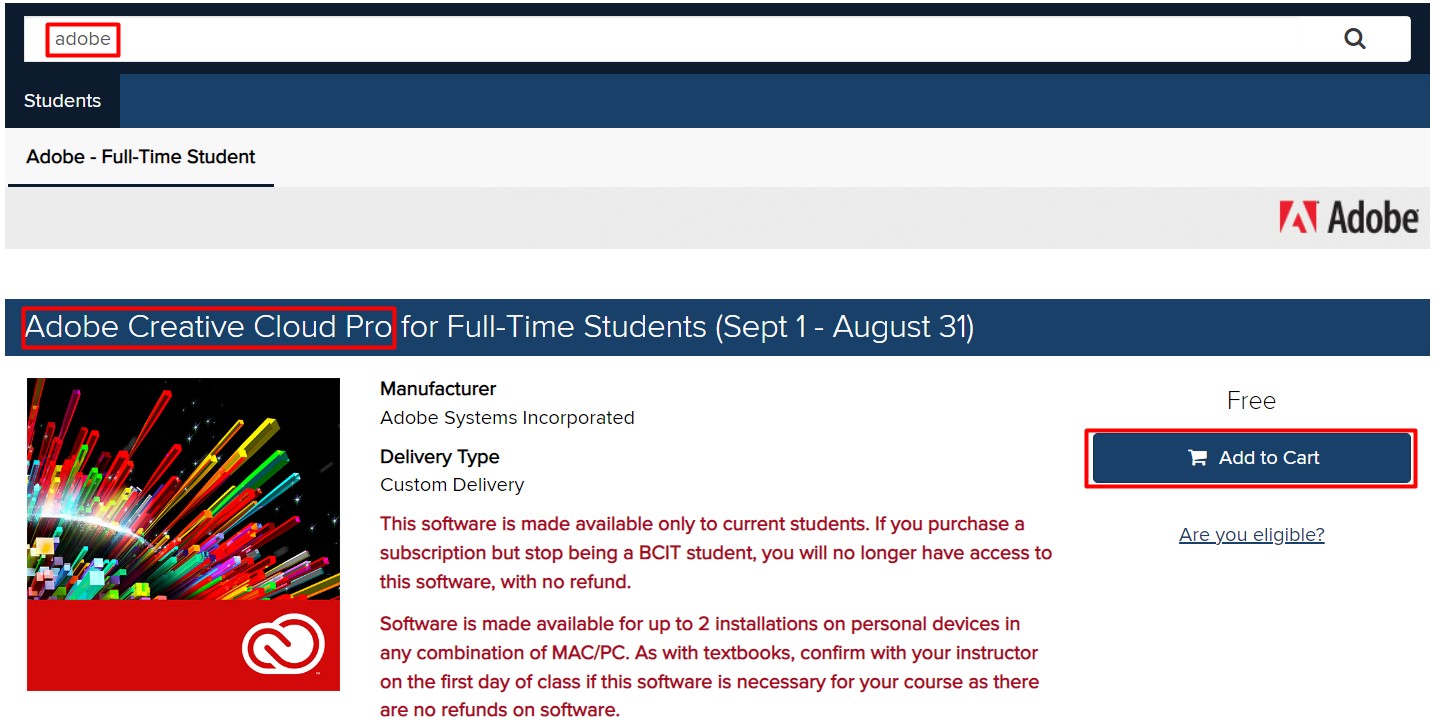 adobe
Students
Adobe - Full-Time Student
Adobe
Adobe Creative Cloud Pro for Full-Time Students (Sept 1 - August 31)
Manufacturer
Adobe Systems Incorporated
Delivery Type
Custom Delivery
This software is made available only to current students. If you purchase a
subscription but stop being a BCIT student, you will no longer have access to
this software, with no refund.
Software is made available for up to 2 installations on personal devices in
any combination of MAC/PC. As with textbooks, confirm with your instructor
on the first day of class if this software is necessary for your course as there
are no refunds on software.
Free
Add to Cart
Are you eligible?